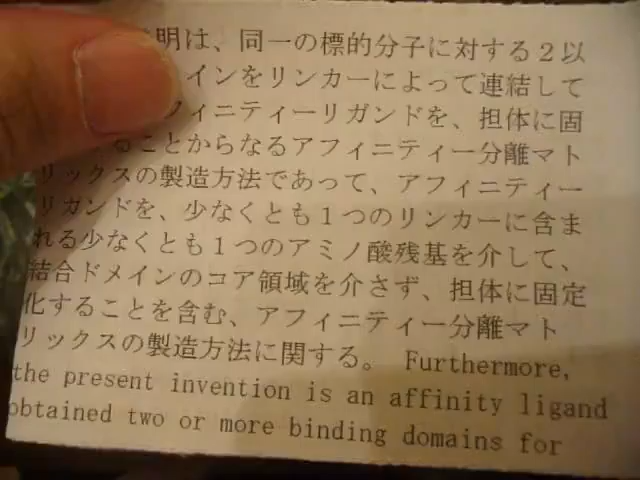 明は、同一の標的分子に対する２以
インをリンカーによって連結して
フィニティーリガンドを、担体に固
ることからなるアフィニティー分離マト
リックスの製造方法であって、アフィニティー
リガンドを、少なくとも１つのリンカーに含ま
れる少なくとも１つのアミノ酸残基を介して、
結合ドメインのコア領域を介さず、担体に固定
化することを含む、アフィニティー分離マト
リックスの製造方法に関する。 Furthermore,
the present invention is an affinity ligand
obtained two or more binding domains for